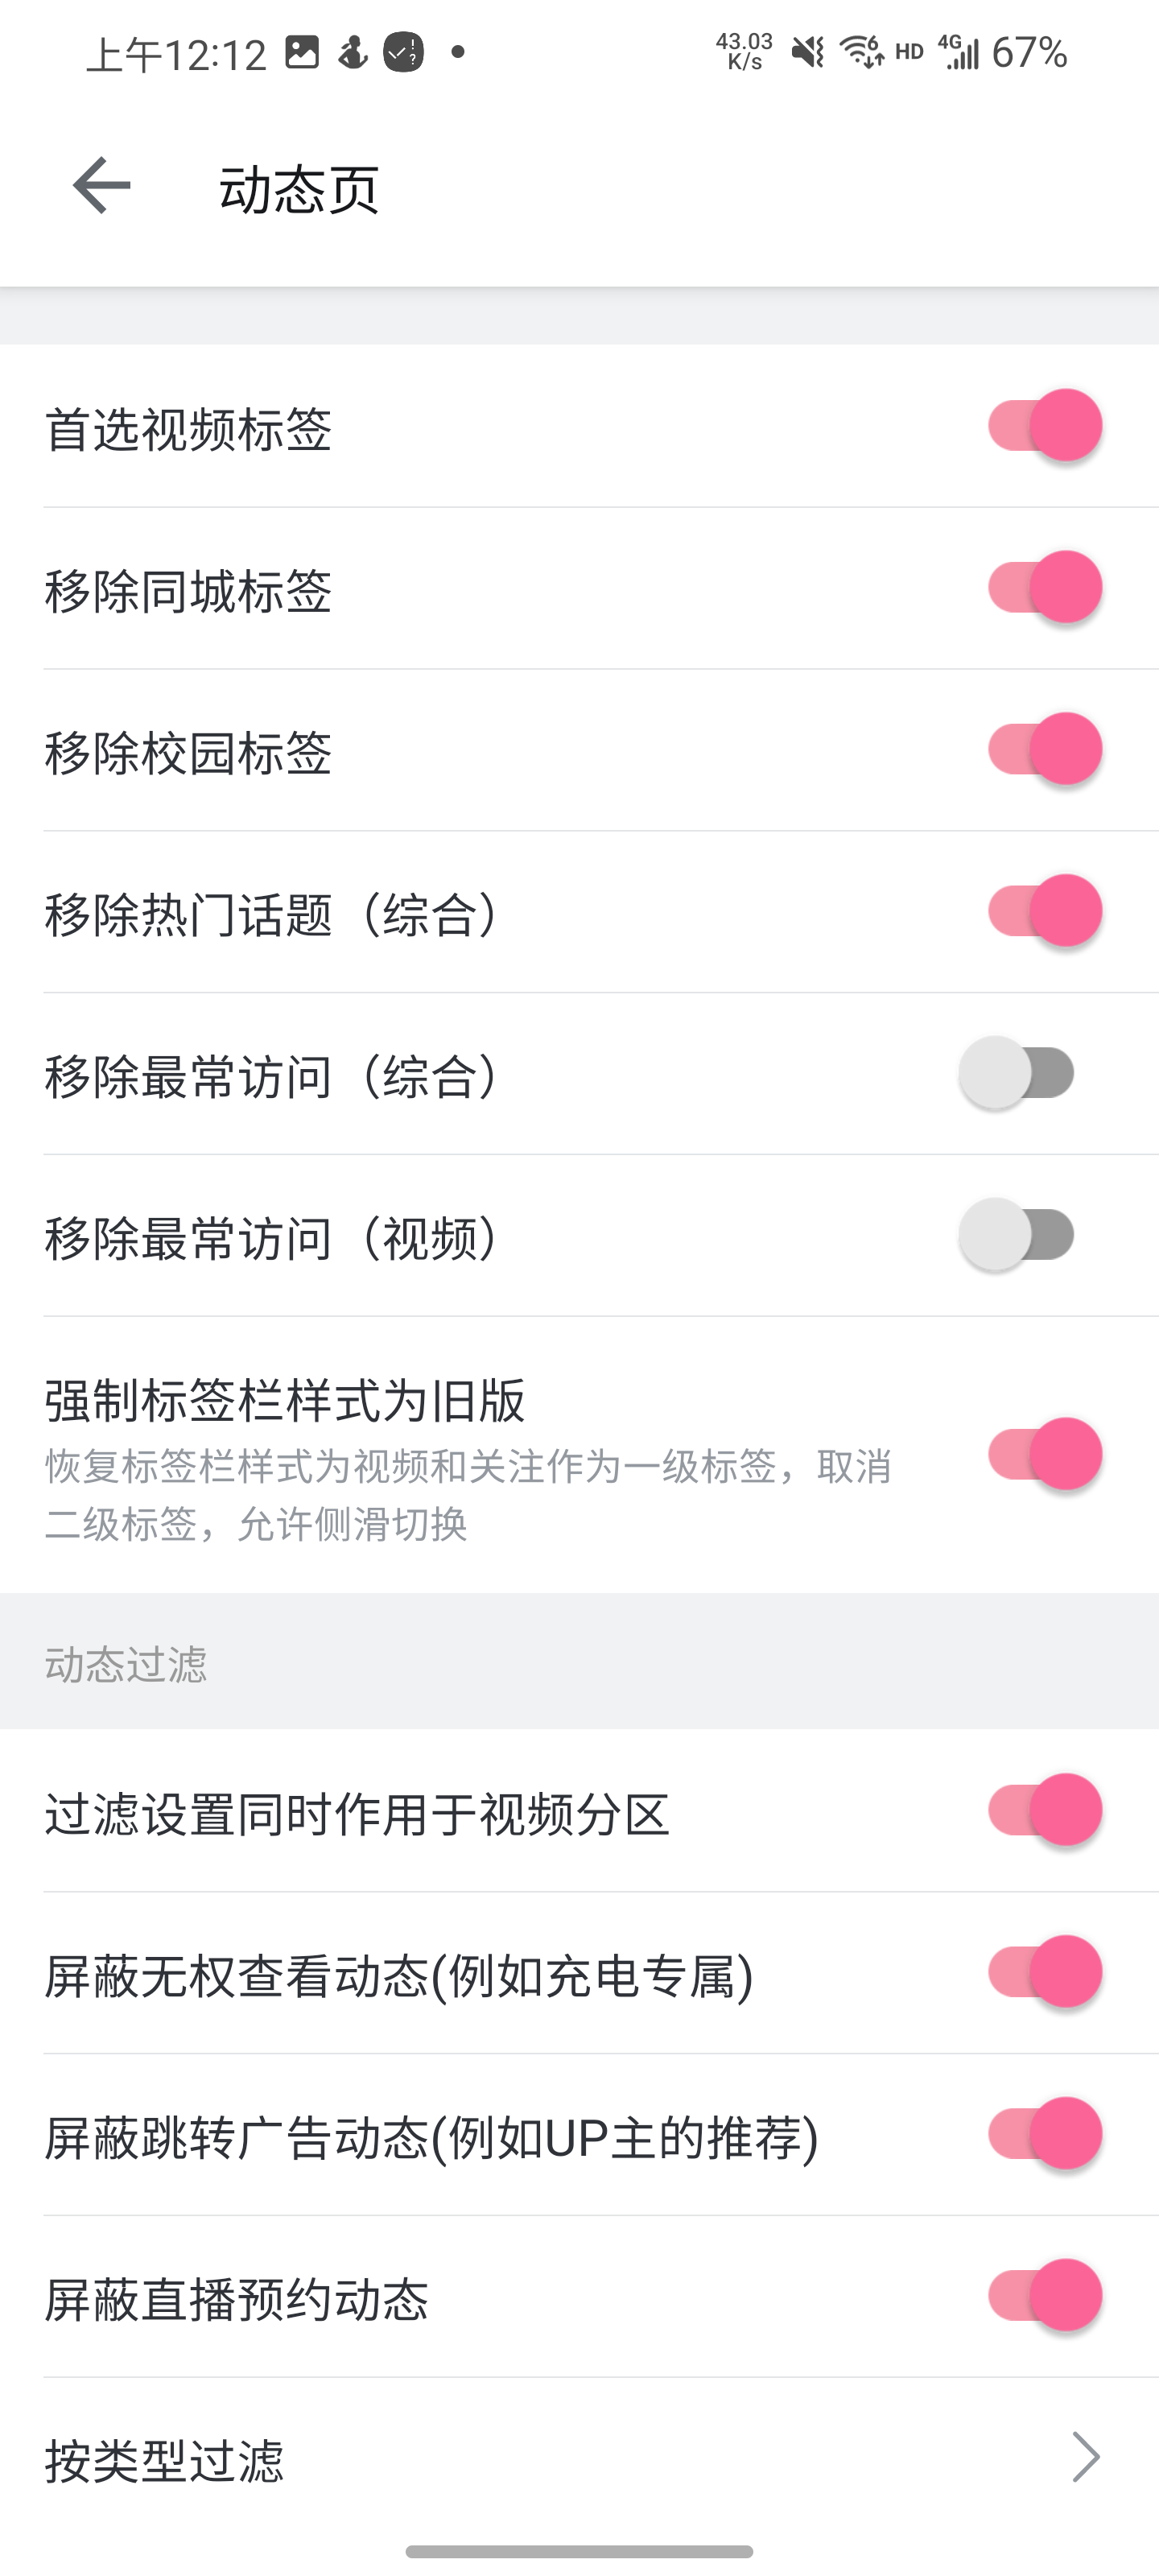 上午12:12
43.03
K/s
6
HD
4G
67%
动态页
首选视频标签
移除同城标签
移除校园标签
移除热门话题（综合）
移除最常访问（综合）
移除最常访问（视频）
强制标签栏样式为旧版
恢复标签栏样式为视频和关注作为一级标签，取消
二级标签，允许侧滑切换
动态过滤
过滤设置同时作用于视频分区
屏蔽无权查看动态(例如充电专属)
屏蔽跳转广告动态(例如UP主的推荐)
屏蔽直播预约动态
按类型过滤